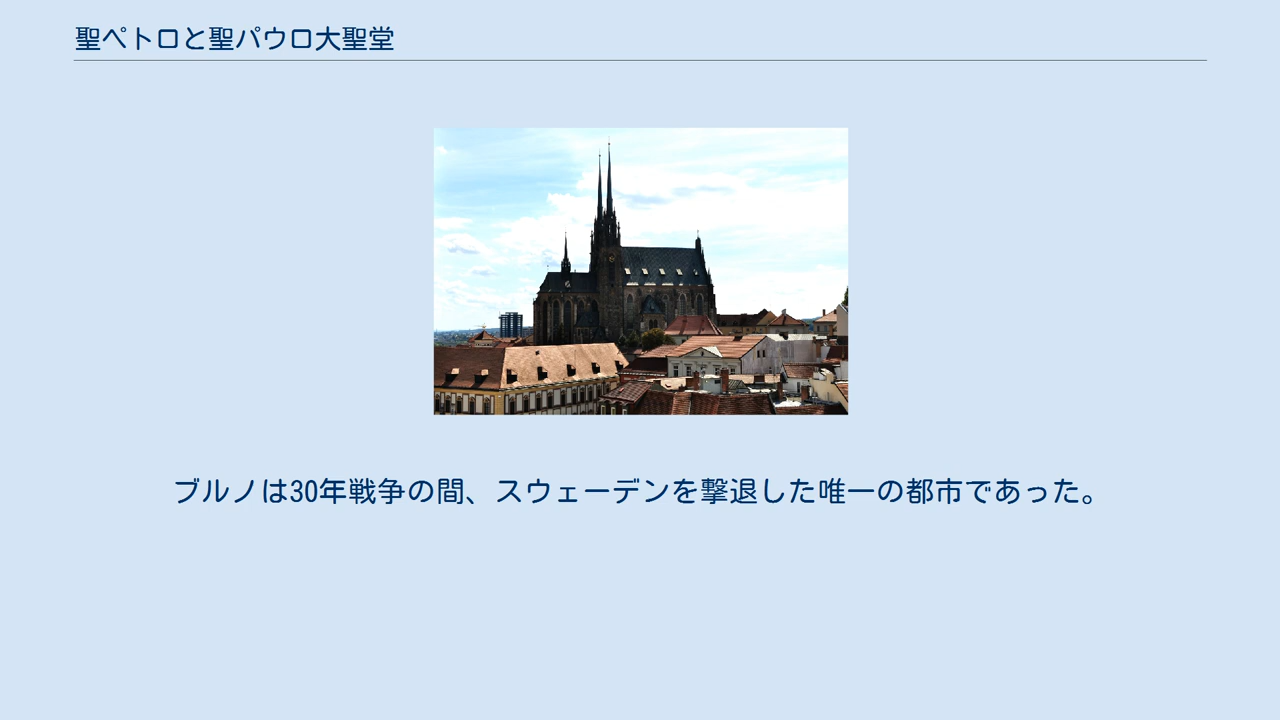 聖ペトロと聖パウロ大聖堂
ブルノは30年戦争の間、スウェーデンを撃退した唯一の都市であった。